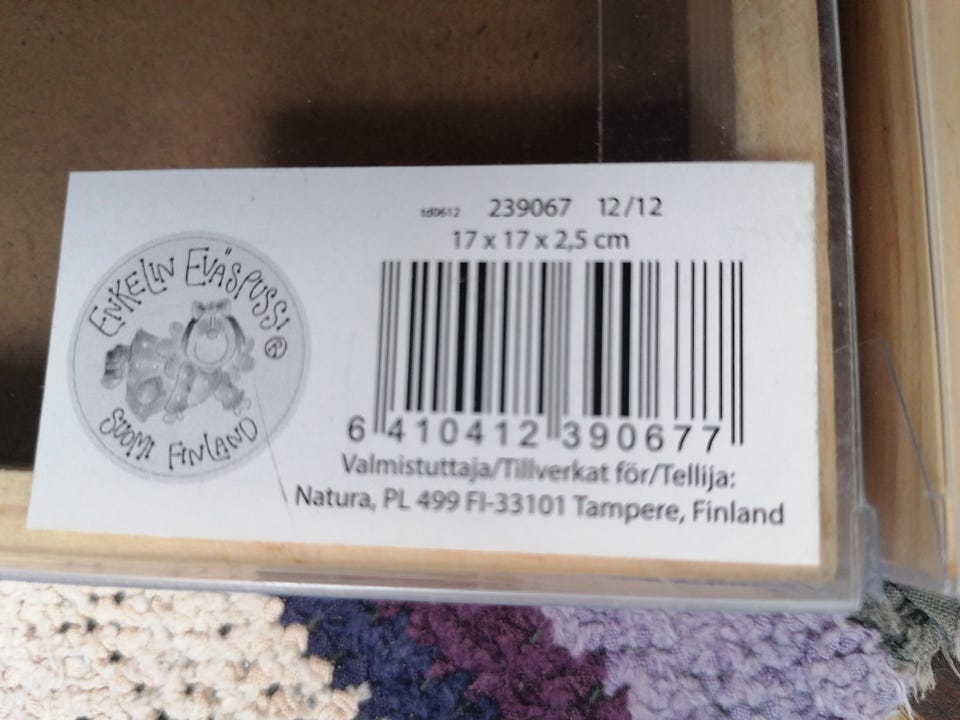 ENKELIN EVÄSPUSSI ®
SUOMI FINLAND
td0612 239067 12/12
17 x 17 x 2,5 cm
6 410412 390677
Valmistuttaja/Tillverkat för/Tellija:
Natura, PL 499 FI-33101 Tampere, Finland